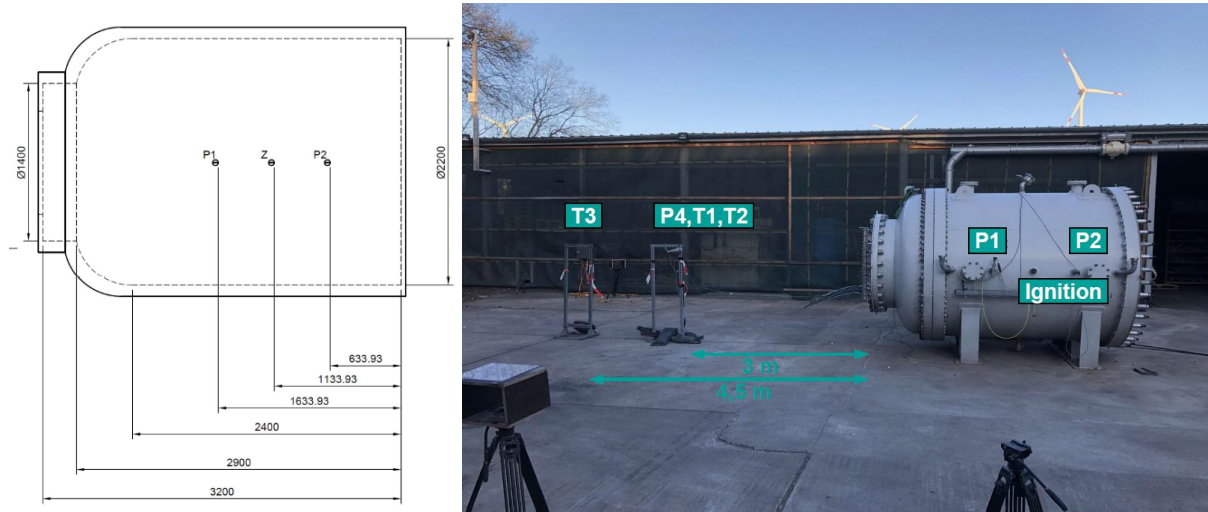 P1
Z
P2
Ø1400
Ø2200
633.93
1133.93
1633.93
2400
2900
3200
T3
P4,T1,T2
P1
P2
Ignition
3 m
4,5 m